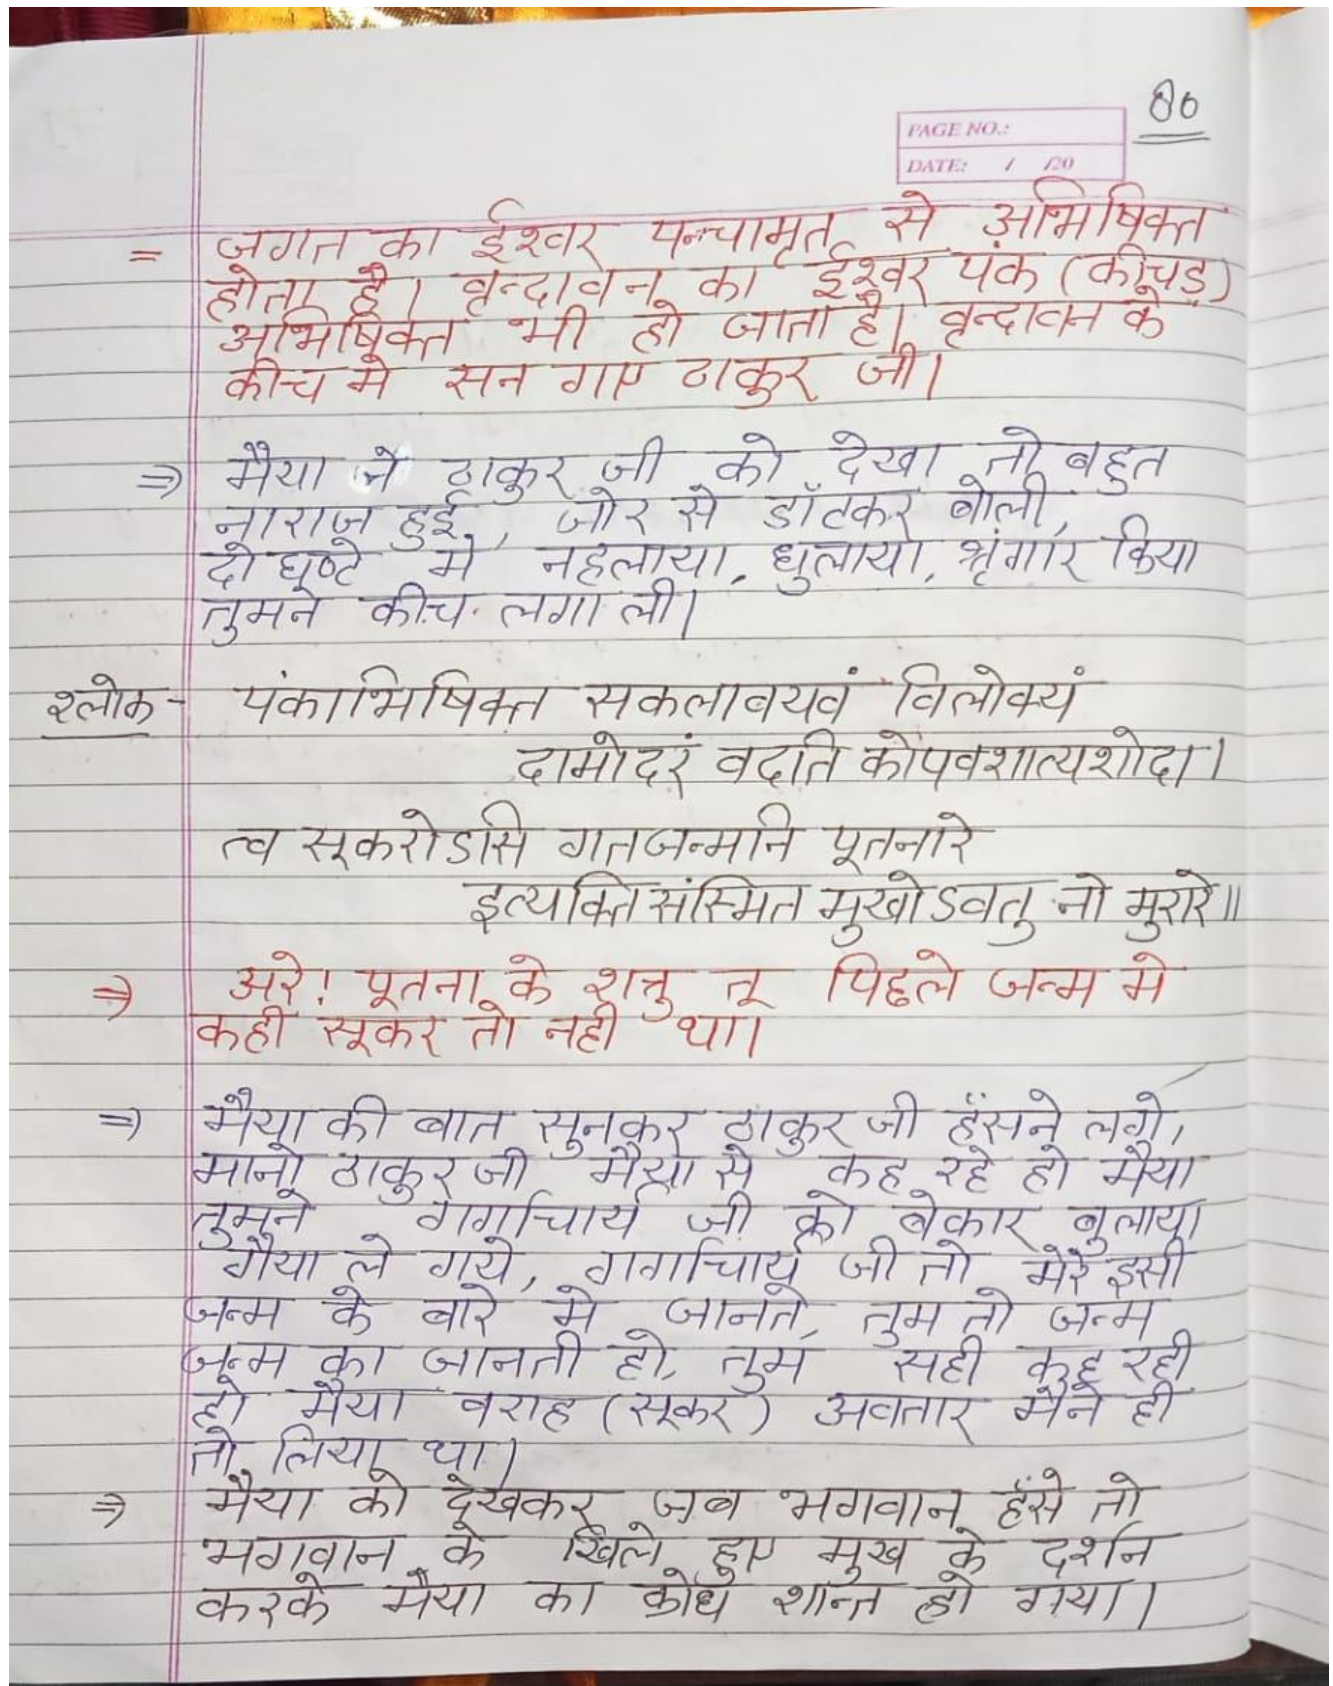 80
PAGE NO.:
DATE: / /20
= जगत का ईश्वर पन्चामृत से अभिषिक्त
होता है। वृन्दावन का ईश्वर पंक (कीचड़)
अभिषिक्त भी हो जाता है। वृन्दावन के
कीच मे सन गए ठाकुर जी।
⇒ मैया ने ठाकुर जी को देखा तो बहुत
नाराज हुई, जोर से डॉटकर बोली,
दो घण्टे मे नहलाया, धुलाया, श्रृंगार किया
तुमने कीच लगा ली।
श्लोक - पंकाभिषिक्त सकलावयवं विलोक्यं
दामोदरं वदति कोपवशात्यशोदा।
त्व सूकरोऽसि गतजन्मनि पूतनारे
इत्यक्तिसंस्मित मुखोऽवतु नो मुरारे॥
⇒ अरे! पूतना के शत्रु तू पिछले जन्म मे
कही सूकर तो नही था।
⇒ मैया की बात सुनकर ठाकुर जी हँसने लगे,
मानो ठाकुर जी मैया से कह रहे हो मैया
तुमने गर्गाचार्य जी को बेकार बुलाया
गैया ले गये, गर्गाचार्य जी तो मेरे इसी
जन्म के बारे मे जानते, तुम तो जन्म
जन्म का जानती हो, तुम सही कह रही
हो मैया वराह (सूकर) अवतार मैने ही
तो लिया था।
⇒ मैया को देखकर जब भगवान हँसे तो
भगवान के खिले हुए मुख के दर्शन
करके मैया का क्रोध शान्त हो गया।